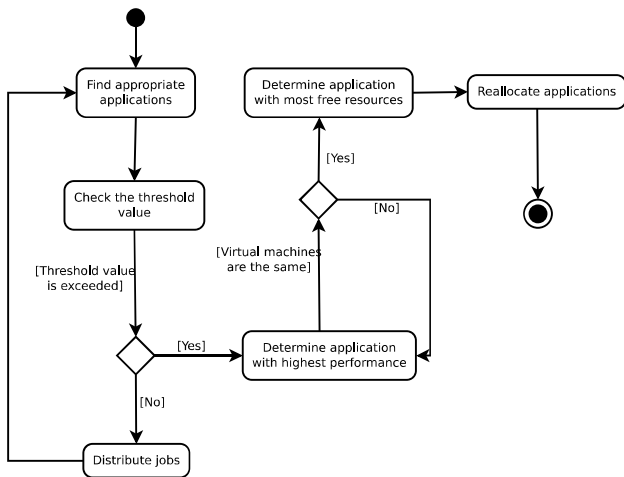 Find appropriate
applications
Check the threshold
value
[Threshold value
is exceeded]
[Yes]
[No]
Distribute jobs
Determine application
with highest performance
[Virtual machines
are the same]
[Yes]
[No]
Determine application
with most free resources
Reallocate applications